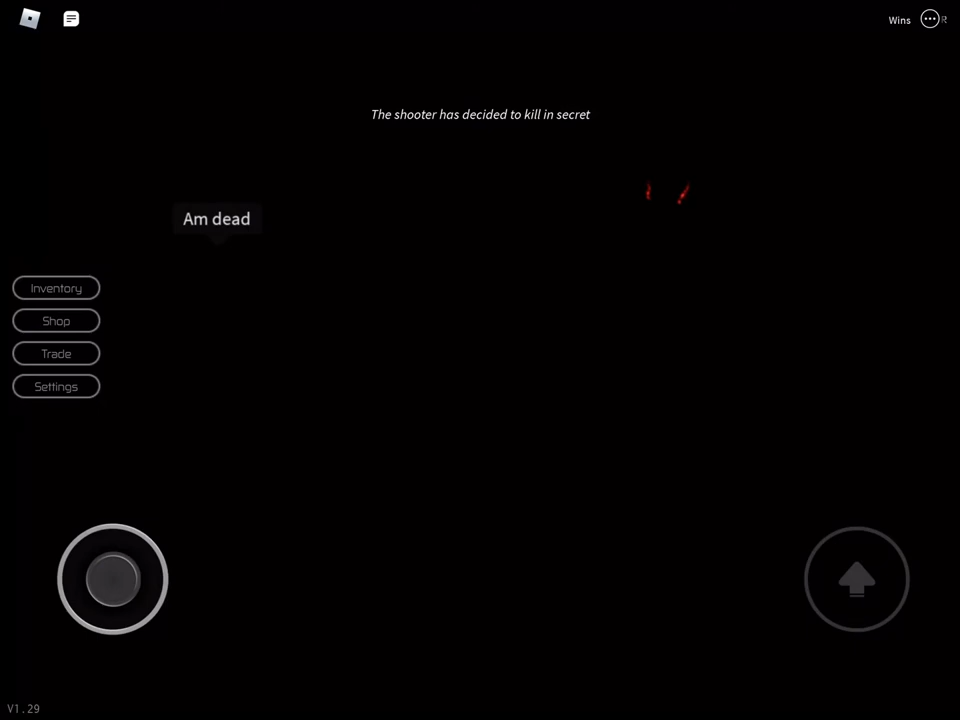 Wins
R
The shooter has decided to kill in secret
Am dead
Inventory
Shop
Trade
Settings
V1.29